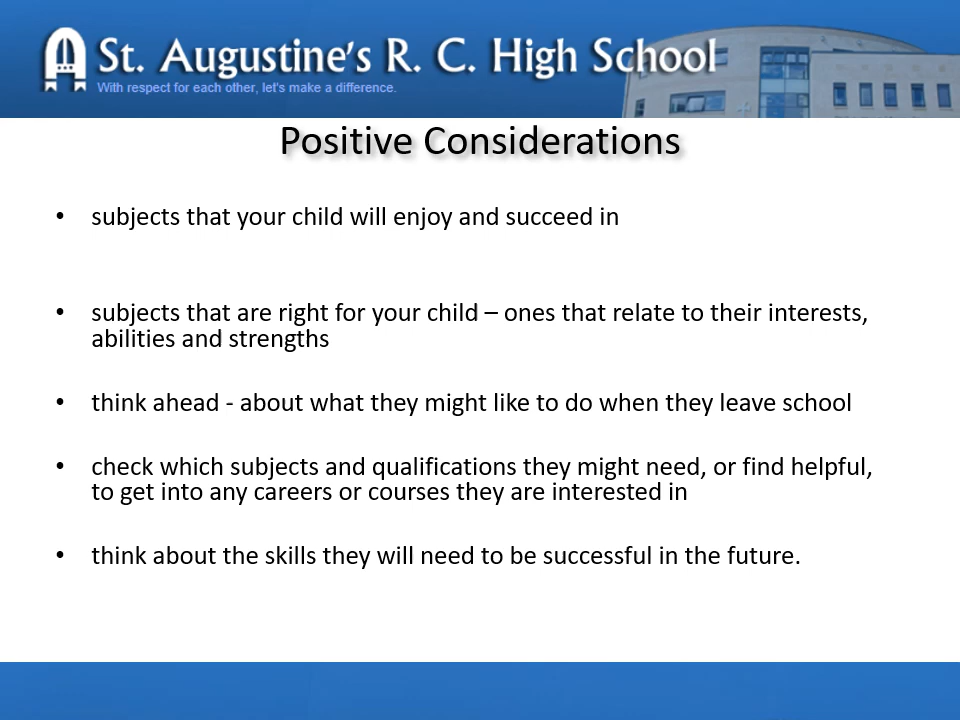 St. Augustine's R. C. High School
With respect for each other, let's make a difference.
Positive Considerations
• subjects that your child will enjoy and succeed in
• subjects that are right for your child – ones that relate to their interests,
abilities and strengths
• think ahead - about what they might like to do when they leave school
• check which subjects and qualifications they might need, or find helpful,
to get into any careers or courses they are interested in
• think about the skills they will need to be successful in the future.